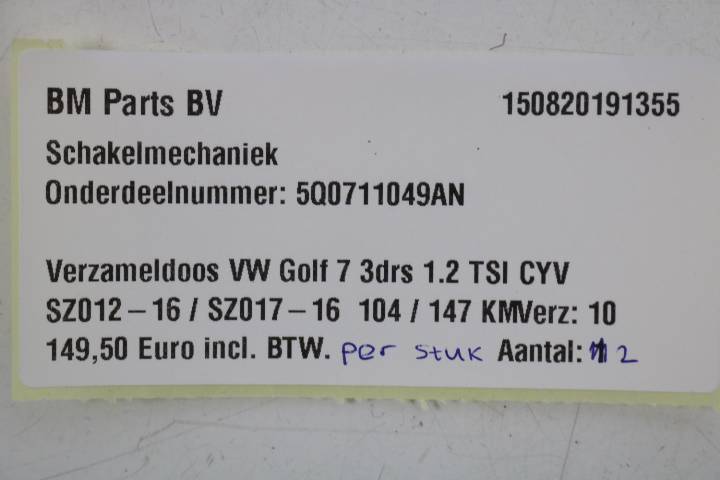 BM Parts BV 150820191355
Schakelmechaniek
Onderdeelnummer: 5Q0711049AN
Verzameldoos VW Golf 7 3drs 1.2 TSI CYV
SZ012-16 / SZ017-16 104 / 147 KMVerz: 10
149,50 Euro incl. BTW. per stuk Aantal: 2